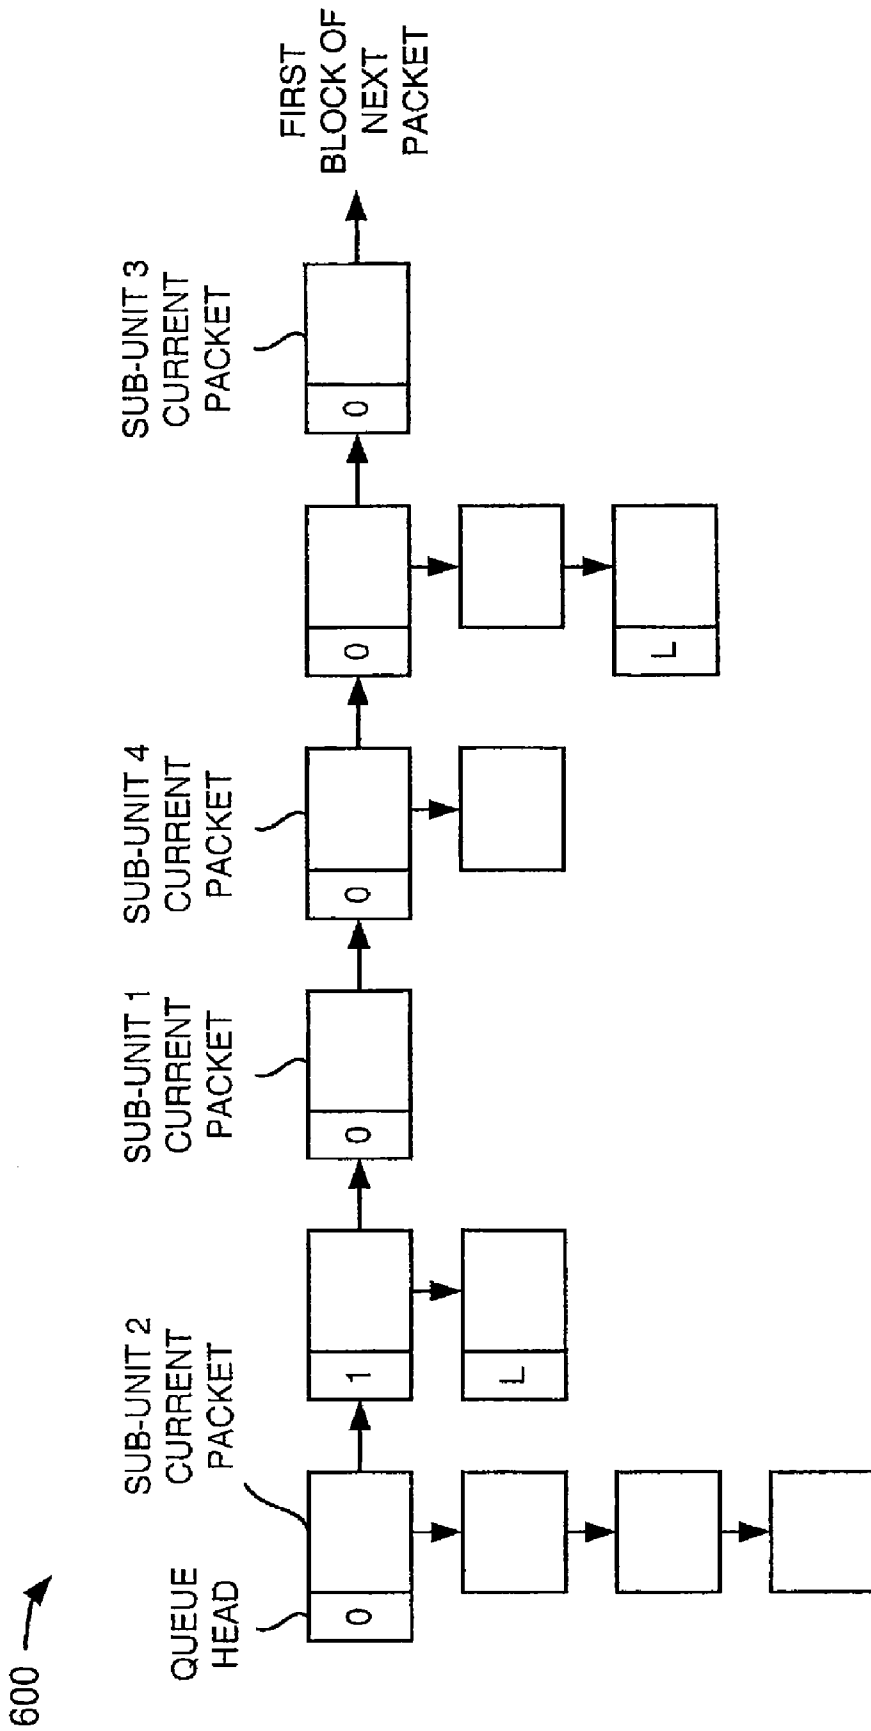 600
QUEUE
HEAD
SUB-UNIT 2
CURRENT
PACKET
SUB-UNIT 1
CURRENT
PACKET
SUB-UNIT 4
CURRENT
PACKET
SUB-UNIT 3
CURRENT
PACKET
FIRST
BLOCK OF
NEXT
PACKET
0
1
0
0
0
0
L
L